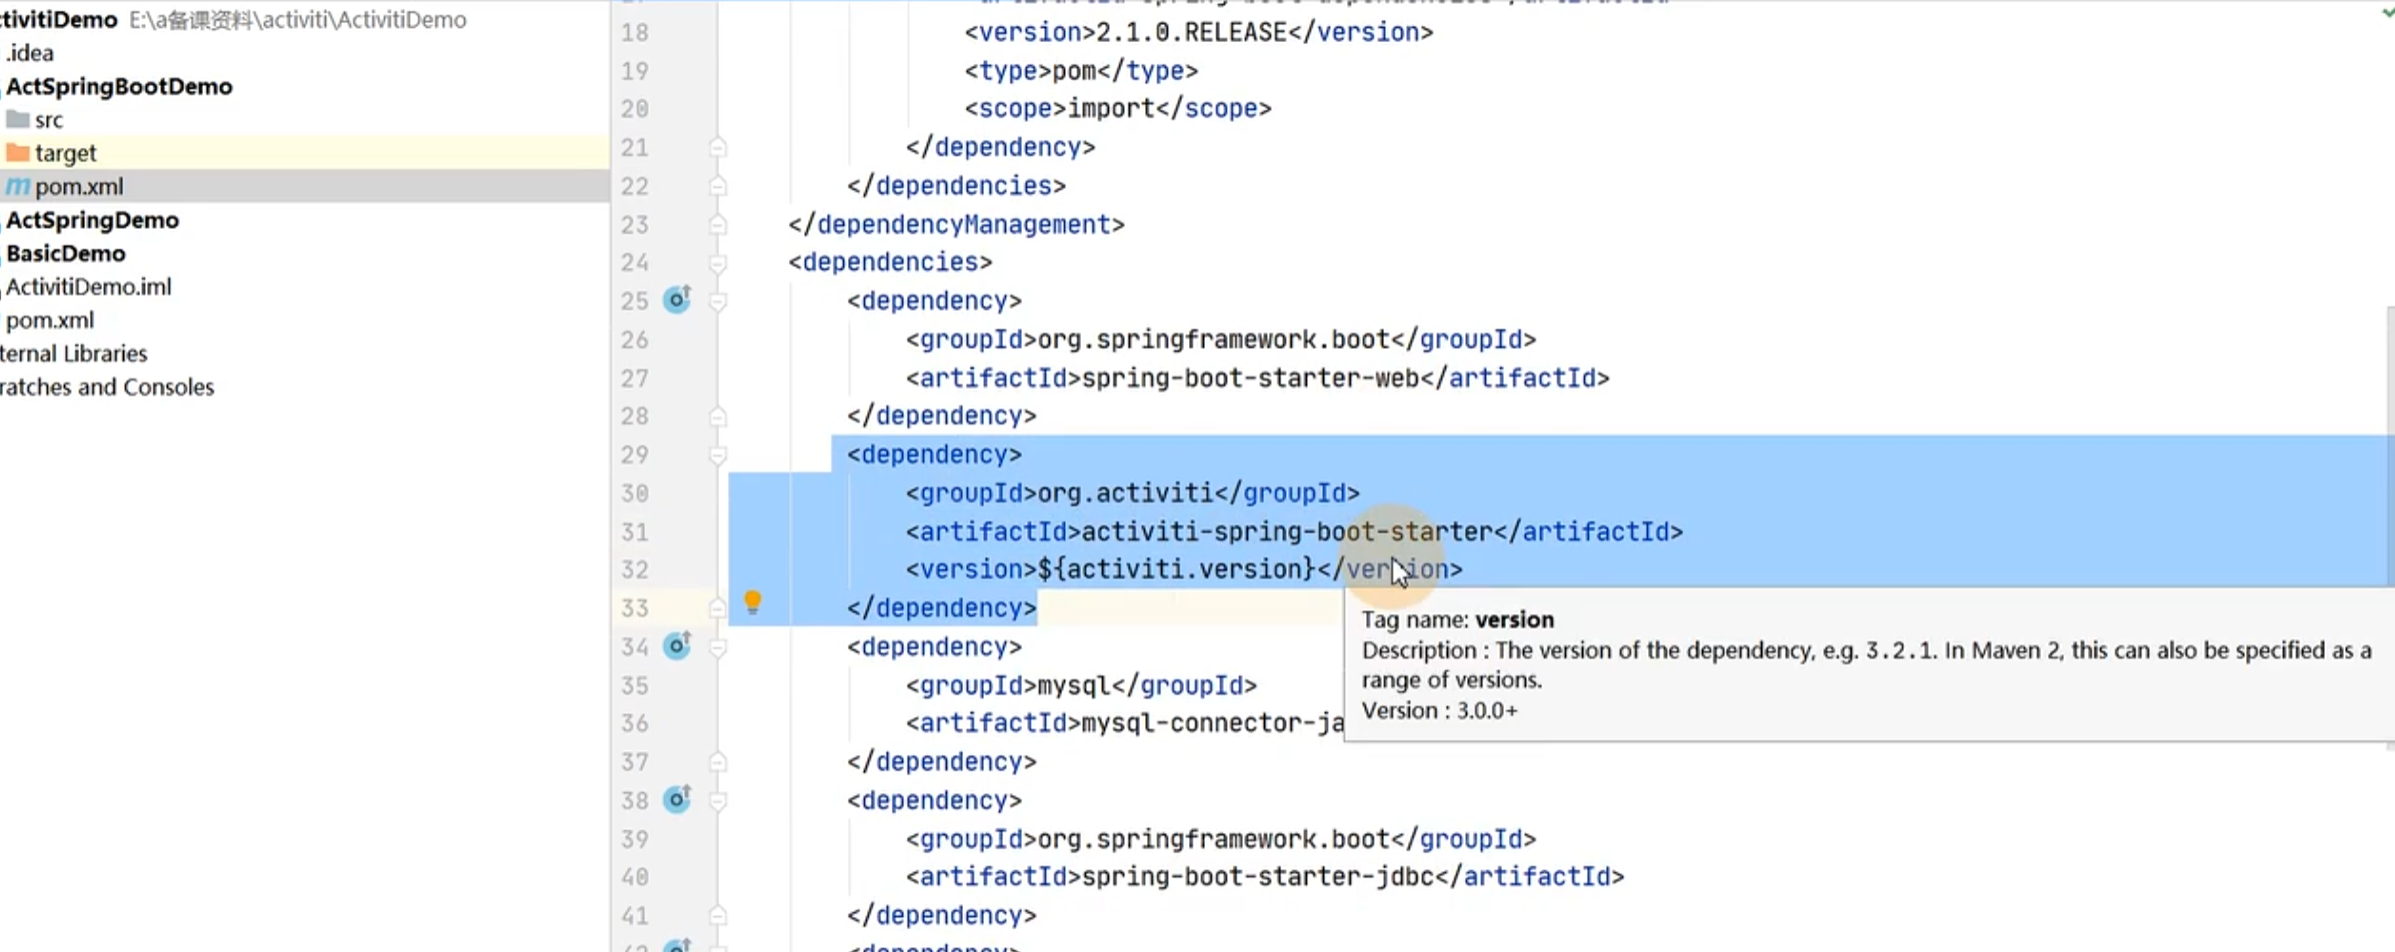 ctivitiDemo E:\a备课资料\activiti\ActivitiDemo
.idea
ActSpringBootDemo
src
target
pom.xml
ActSpringDemo
BasicDemo
ActivitiDemo.iml
pom.xml
ternal Libraries
ratches and Consoles
18 <version>2.1.0.RELEASE</version>
19 <type>pom</type>
20 <scope>import</scope>
21 </dependency>
22 </dependencies>
23 </dependencyManagement>
24 <dependencies>
25 <dependency>
26 <groupId>org.springframework.boot</groupId>
27 <artifactId>spring-boot-starter-web</artifactId>
28 </dependency>
29 <dependency>
30 <groupId>org.activiti</groupId>
31 <artifactId>activiti-spring-boot-starter</artifactId>
32 <version>${activiti.version}</version>
33 </dependency>
34 <dependency>
35 <groupId>mysql</groupId>
36 <artifactId>mysql-connector-ja
37 </dependency>
38 <dependency>
39 <groupId>org.springframework.boot</groupId>
40 <artifactId>spring-boot-starter-jdbc</artifactId>
41 </dependency>
<dependency>
Tag name: version
Description : The version of the dependency, e.g. 3.2.1. In Maven 2, this can also be specified as a
range of versions.
Version : 3.0.0+